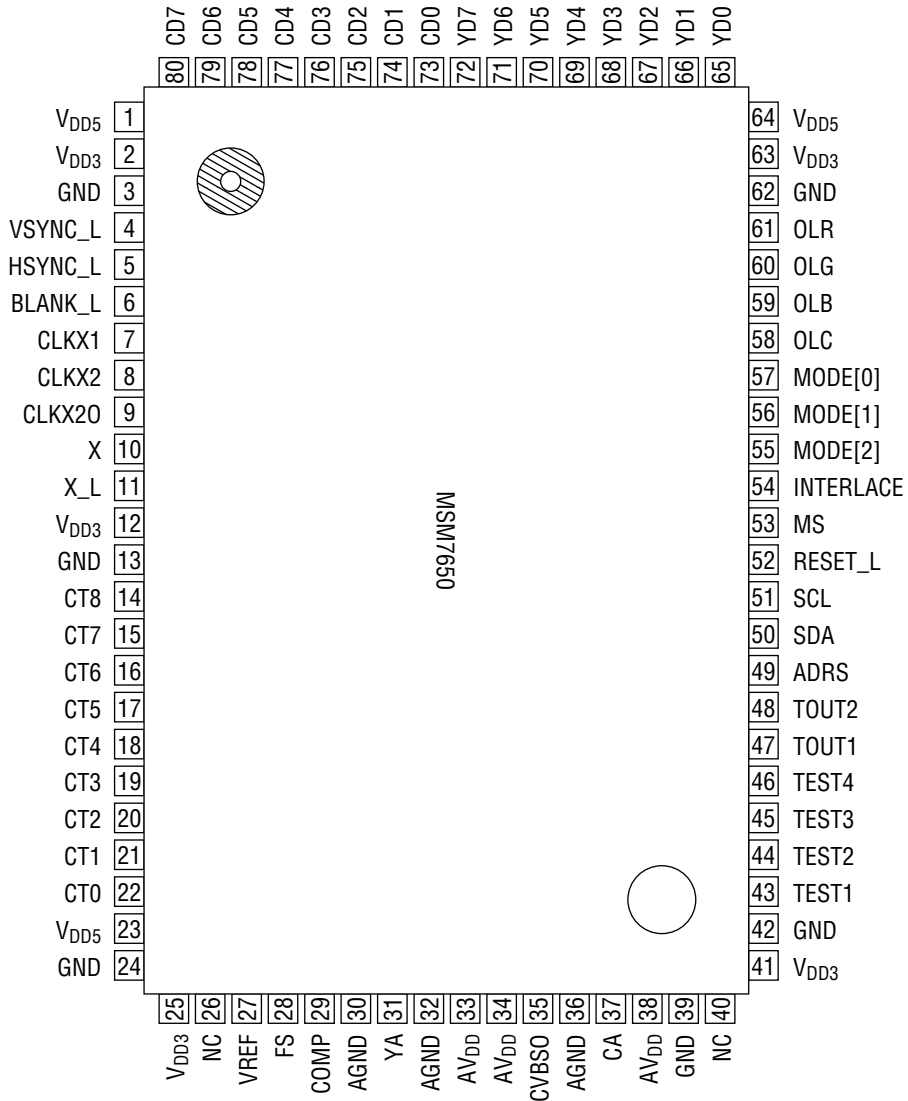 CD7 CD6 CD5 CD4 CD3 CD2 CD1 CD0 YD7 YD6 YD5 YD4 YD3 YD2 YD1 YD0
80 79 78 77 76 75 74 73 72 71 70 69 68 67 66 65
VDD5 1 64 VDD5
VDD3 2 63 VDD3
GND 3 62 GND
VSYNC_L 4 61 OLR
HSYNC_L 5 60 OLG
BLANK_L 6 59 OLB
CLKX1 7 58 OLC
CLKX2 8 57 MODE[0]
CLKX2O 9 56 MODE[1]
X 10 55 MODE[2]
X_L 11 54 INTERLACE
VDD3 12 53 MS
GND 13 52 RESET_L
CT8 14 51 SCL
CT7 15 50 SDA
CT6 16 49 ADRS
CT5 17 48 TOUT2
CT4 18 47 TOUT1
CT3 19 46 TEST4
CT2 20 45 TEST3
CT1 21 44 TEST2
CT0 22 43 TEST1
VDD5 23 42 GND
GND 24 41 VDD3
MSM7650
25 26 27 28 29 30 31 32 33 34 35 36 37 38 39 40
VDD3 NC VREF FS COMP AGND YA AGND AVDD AVDD CVBSO AGND CA AVDD GND NC